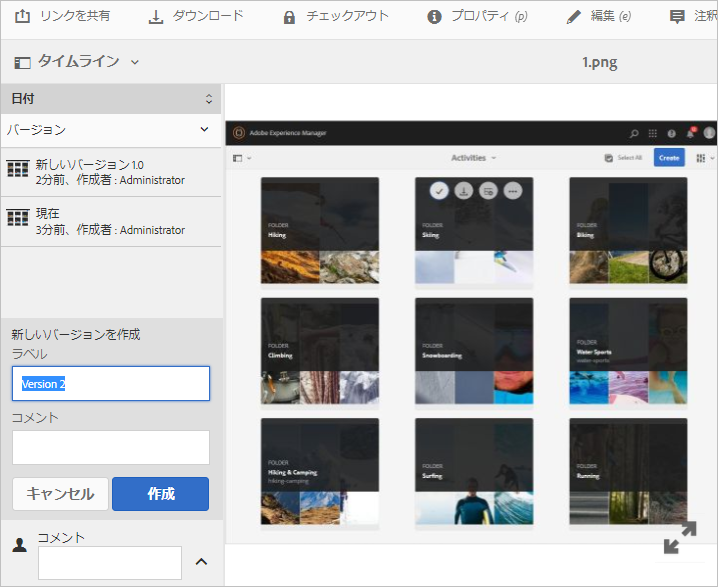 リンクを共有
ダウンロード
チェックアウト
プロパティ (p)
編集 (e)
注釈
タイムライン
1.png
日付
バージョン
新しいバージョン1.0
2分前、作成者 : Administrator
現在
3分前、作成者 : Administrator
新しいバージョンを作成
ラベル
Version 2
コメント
キャンセル
作成
コメント
Adobe Experience Manager
Activities
Select All
Create
FOLDER
Hiking
FOLDER
Skiing
FOLDER
Biking
FOLDER
Climbing
FOLDER
Snowboarding
FOLDER
Water Sports
water-sports
FOLDER
Hiking & Camping
hiking-camping
FOLDER
Surfing
FOLDER
Running